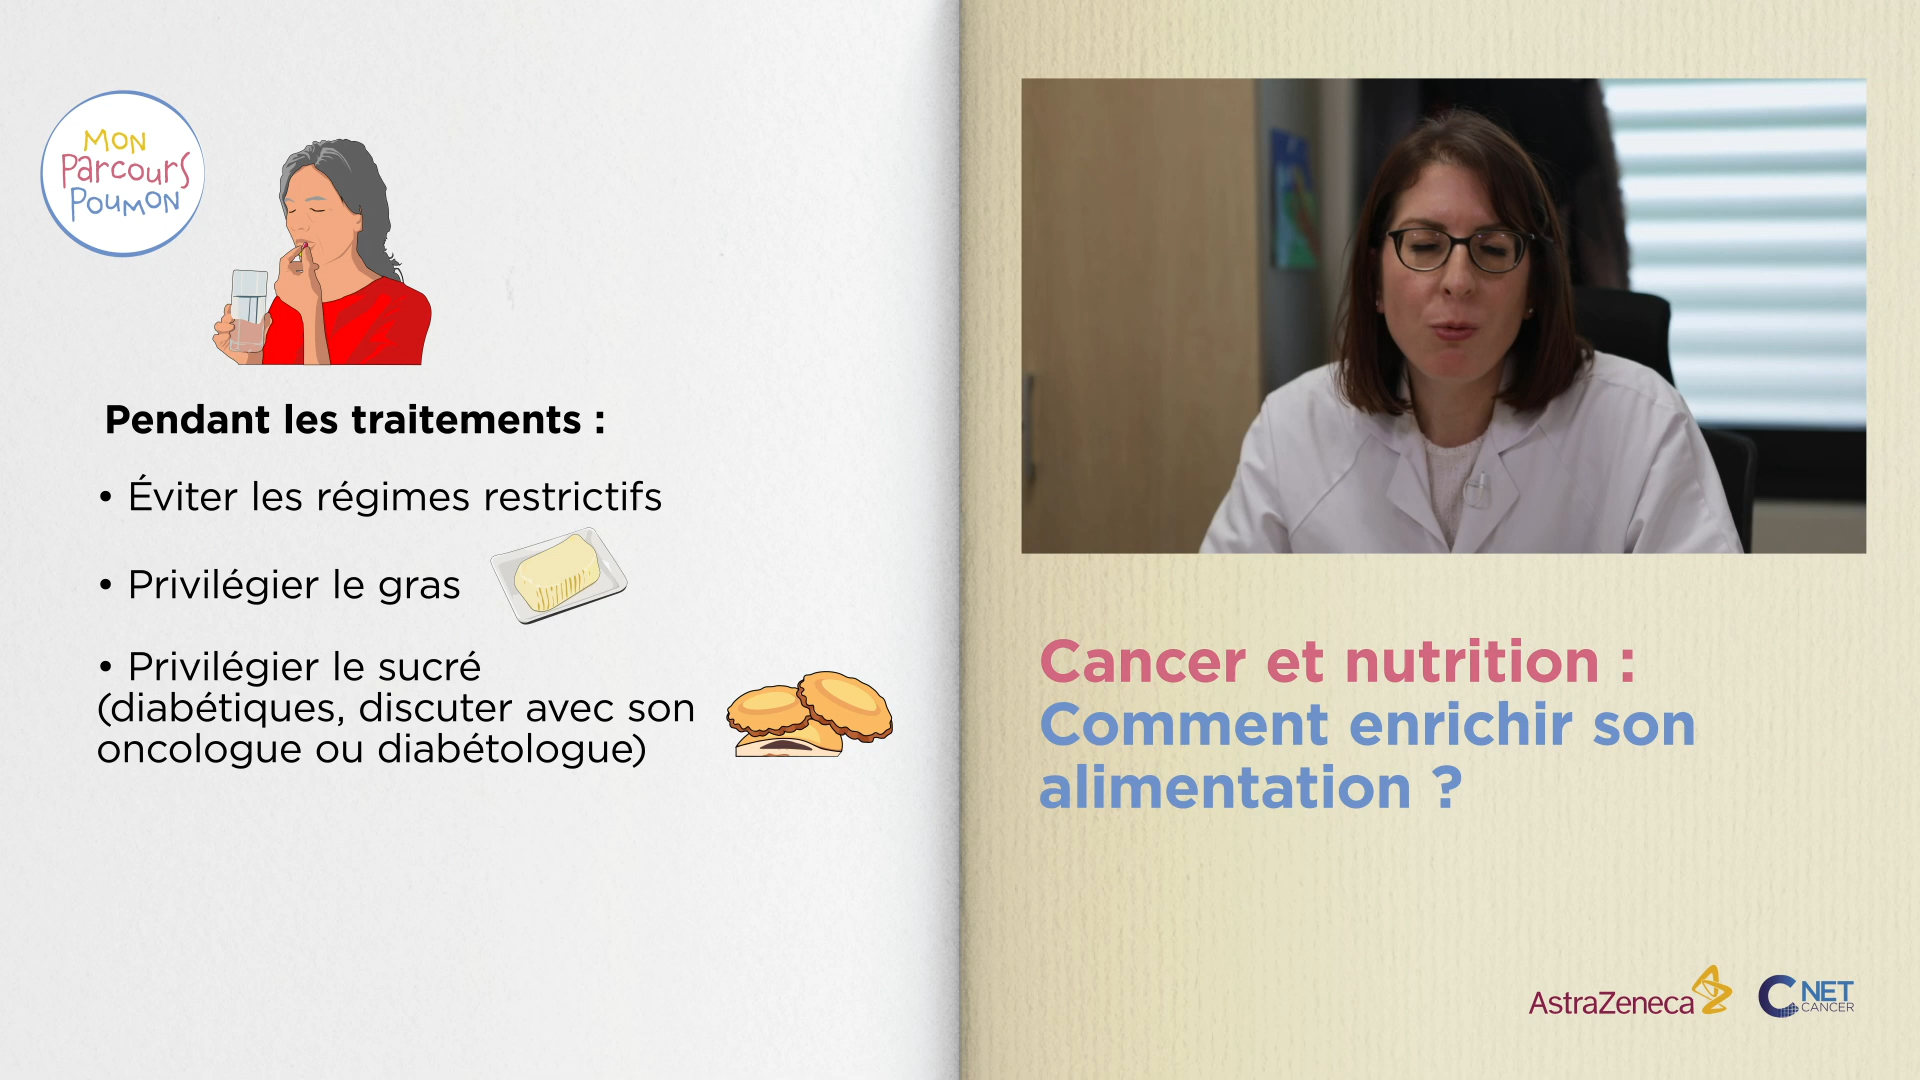 MON
Parcours
Poumon
Pendant les traitements :
• Éviter les régimes restrictifs
• Privilégier le gras
• Privilégier le sucré
(diabétiques, discuter avec son
oncologue ou diabétologue)
Cancer et nutrition :
Comment enrichir son
alimentation ?
AstraZeneca
C NET
CANCER